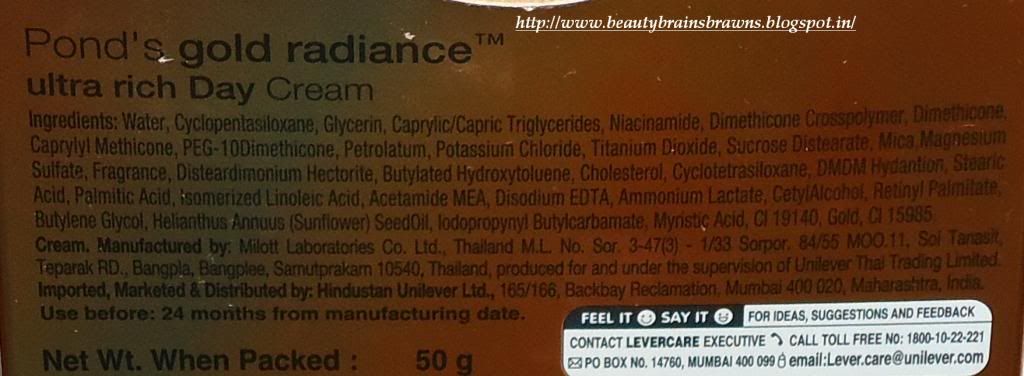 http://www.beautybrainsbrawns.blogspot.in/
Pond's gold radiance™
ultra rich Day Cream
Ingredients: Water, Cyclopentasiloxane, Glycerin, Caprylic/Capric Triglycerides, Niacinamide, Dimethicone Crosspolymer, Dimethicone,
Caprylyl Methicone, PEG-10Dimethicone, Petrolatum, Potassium Chloride, Titanium Dioxide, Sucrose Distearate, Mica, Magnesium
Sulfate, Fragrance, Disteardimonium Hectorite, Butylated Hydroxytoluene, Cholesterol, Cyclotetrasiloxane, DMDM Hydantion, Stearic
Acid, Palmitic Acid, Isomerized Linoleic Acid, Acetamide MEA, Disodium EDTA, Ammonium Lactate, CetylAlcohol, Retinyl Palmitate,
Butylene Glycol, Helianthus Annuus (Sunflower) SeedOil, Iodopropynyl Butylcarbamate, Myristic Acid, CI 19140, Gold, CI 15985.
Cream. Manufactured by: Milott Laboratories Co. Ltd., Thailand M.L. No. Sor. 3-47(3) - 1/33 Sorpor. 84/55 MOO.11, Soi Tanasit,
Teparak RD., Bangpla, Bangplee, Samutprakarn 10540, Thailand, produced for and under the supervision of Unilever Thai Trading Limited.
Imported, Marketed & Distributed by: Hindustan Unilever Ltd., 165/166, Backbay Reclamation, Mumbai 400 020, Maharashtra, India.
Use before: 24 months from manufacturing date.
Net Wt. When Packed : 50 g
FEEL IT SAY IT FOR IDEAS, SUGGESTIONS AND FEEDBACK
CONTACT LEVERCARE EXECUTIVE CALL TOLL FREE NO: 1800-10-22-221
PO BOX NO. 14760, MUMBAI 400 099 email:Lever.care@unilever.com